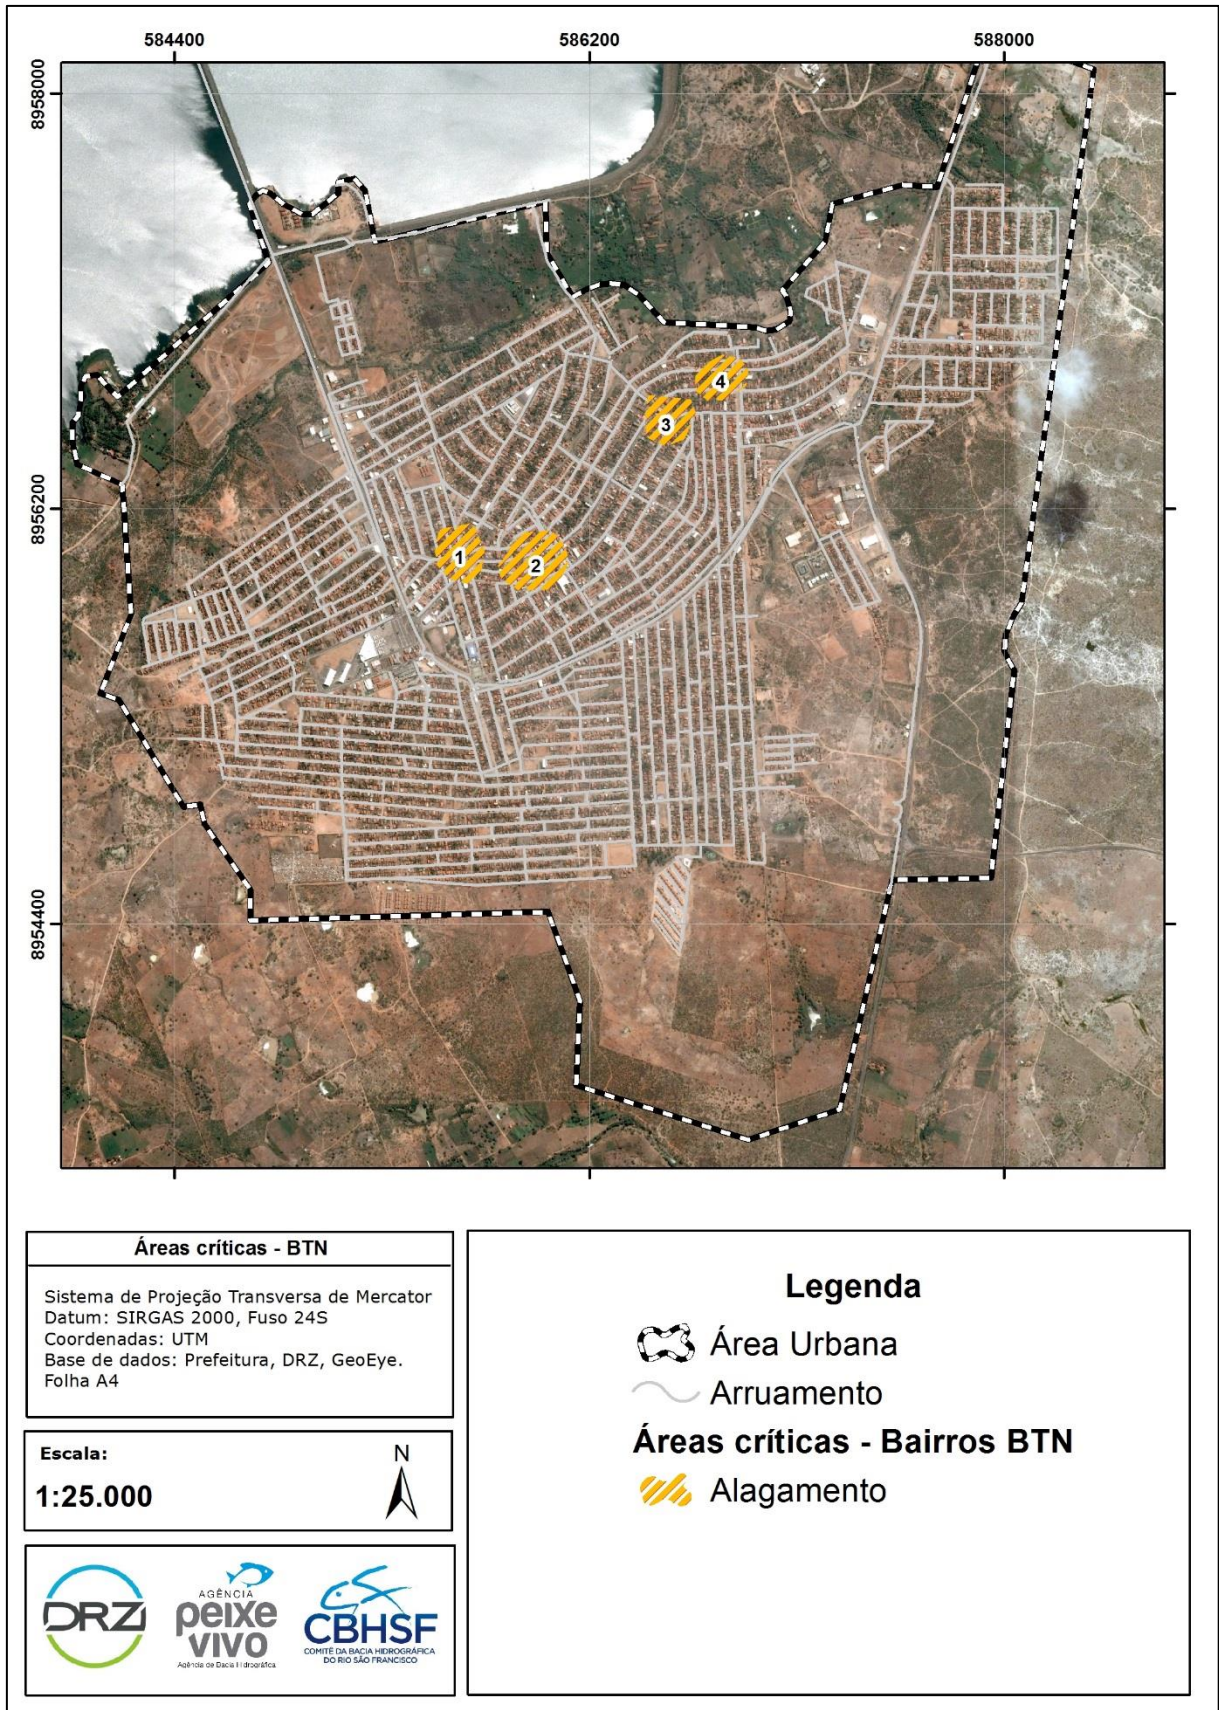 584400 586200 588000
8958000
8956200
8954400
4
3
1
2
Áreas críticas - BTN
Sistema de Projeção Transversa de Mercator
Datum: SIRGAS 2000, Fuso 24S
Coordenadas: UTM
Base de dados: Prefeitura, DRZ, GeoEye.
Folha A4
Escala:
1:25.000
N
DRZ
AGÊNCIA
peixe
vivo
Agência de Bacia Hidrográfica
CBHSF
COMITÊ DA BACIA HIDROGRÁFICA
DO RIO SÃO FRANCISCO
Legenda
Área Urbana
Arruamento
Áreas críticas - Bairros BTN
Alagamento